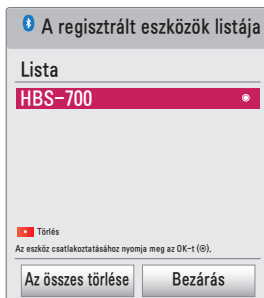 A regisztrált eszközök listája
Lista
HBS-700
Törlés
Az eszköz csatlakoztatásához nyomja meg az OK-t (◉).
Az összes törlése
Bezárás